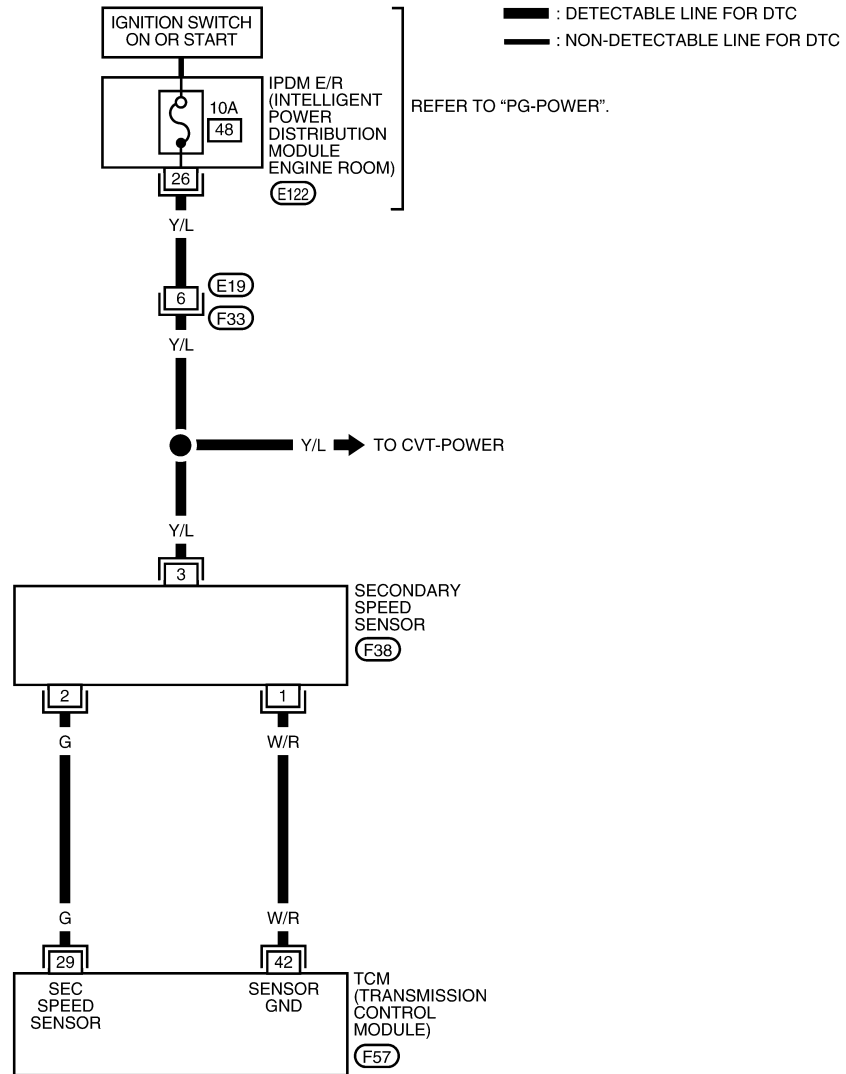 IGNITION SWITCH
ON OR START
: DETECTABLE LINE FOR DTC
: NON-DETECTABLE LINE FOR DTC
10A
48
IPDM E/R
(INTELLIGENT
POWER
DISTRIBUTION
MODULE
ENGINE ROOM)
E122
REFER TO “PG-POWER”.
26
Y/L
6
E19
F33
Y/L
Y/L
TO CVT-POWER
Y/L
3
SECONDARY
SPEED
SENSOR
F38
2
1
G
W/R
G
W/R
29
42
SEC
SPEED
SENSOR
SENSOR
GND
TCM
(TRANSMISSION
CONTROL
MODULE)
F57